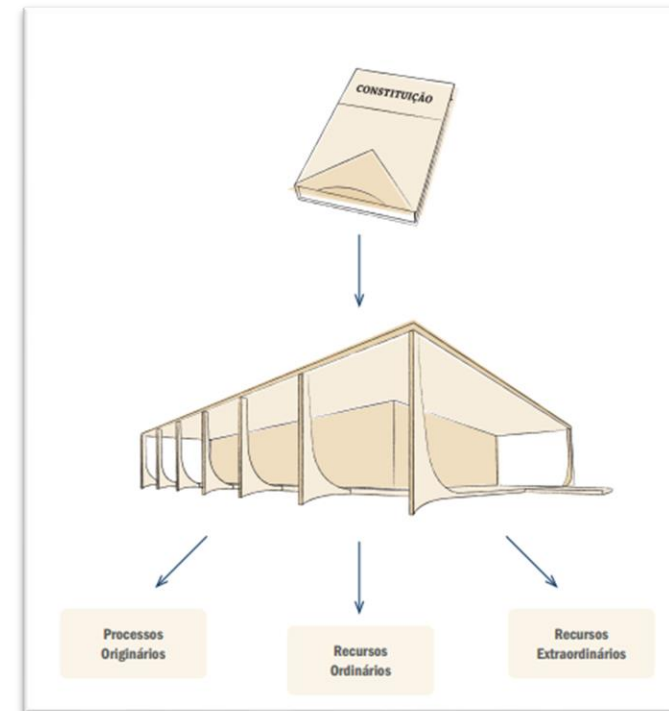 CONSTITUIÇÃO
Processos
Originários
Recursos
Ordinários
Recursos
Extraordinários